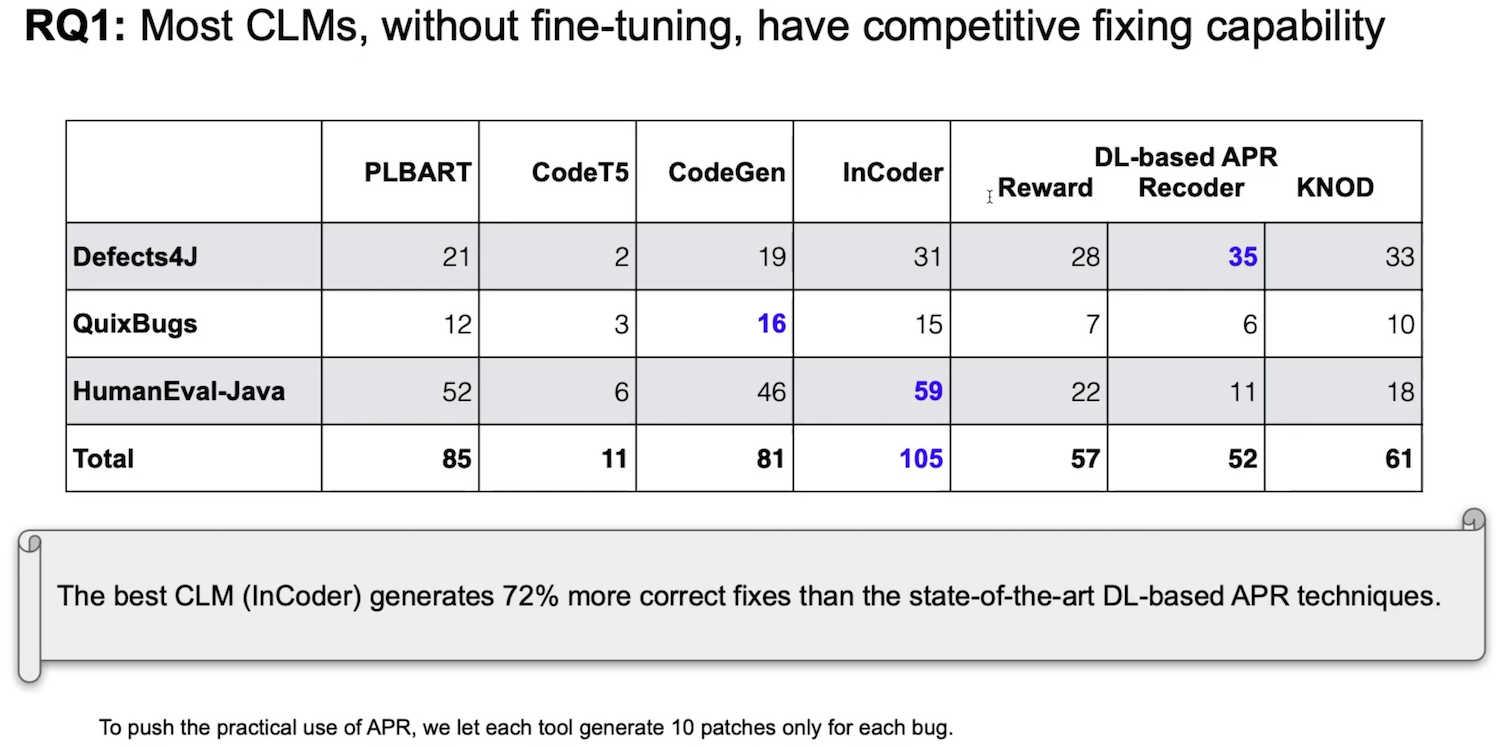 RQ1: Most CLMs, without fine-tuning, have competitive fixing capability
PLBART CodeT5 CodeGen InCoder DL-based APR
Reward Recoder KNOD
Defects4J 21 2 19 31 28 35 33
QuixBugs 12 3 16 15 7 6 10
HumanEval-Java 52 6 46 59 22 11 18
Total 85 11 81 105 57 52 61
The best CLM (InCoder) generates 72% more correct fixes than the state-of-the-art DL-based APR techniques.
To push the practical use of APR, we let each tool generate 10 patches only for each bug.